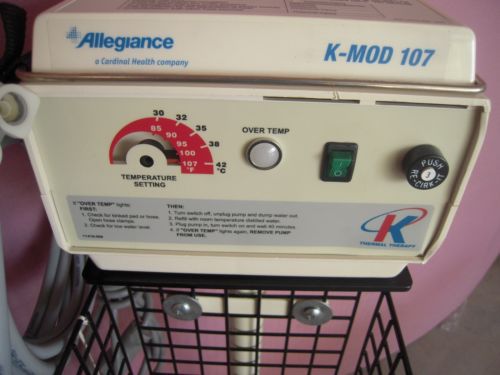 Allegiance
a Cardinal Health company
K-MOD 107
30 32 35 38 42 °C
85 90 95 100 107 °F
TEMPERATURE
SETTING
OVER TEMP
PUSH
RE-CIRK-IT
If "OVER TEMP" lights:
FIRST:
1. Check for kinked pad or hose.
Open hose clamps.
2. Check for low water level.
THEN:
1. Turn switch off, unplug pump and dump water out.
2. Refill with room temperature distilled water.
3. Plug pump in, turn switch on and wait 40 minutes.
4. If "OVER TEMP" lights again, REMOVE PUMP
FROM USE.
K
THERMAL THERAPY